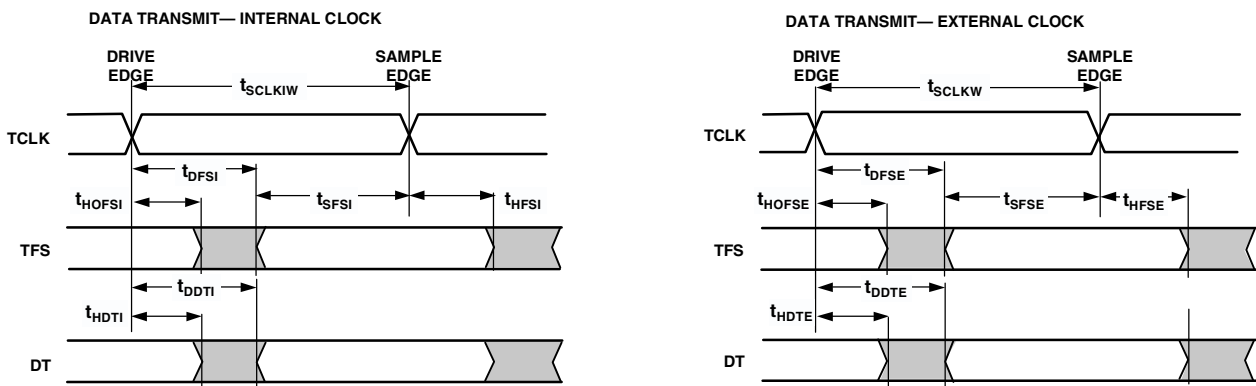 DATA TRANSMIT— INTERNAL CLOCK
DRIVE EDGE
SAMPLE EDGE
tSCLKIW
TCLK
tDFSI
tHOFSI
tSFSI
tHFSI
TFS
tDDTI
tHDTI
DT
DATA TRANSMIT— EXTERNAL CLOCK
DRIVE EDGE
SAMPLE EDGE
tSCLKW
TCLK
tDFSE
tHOFSE
tSFSE
tHFSE
TFS
tDDTE
tHDTE
DT